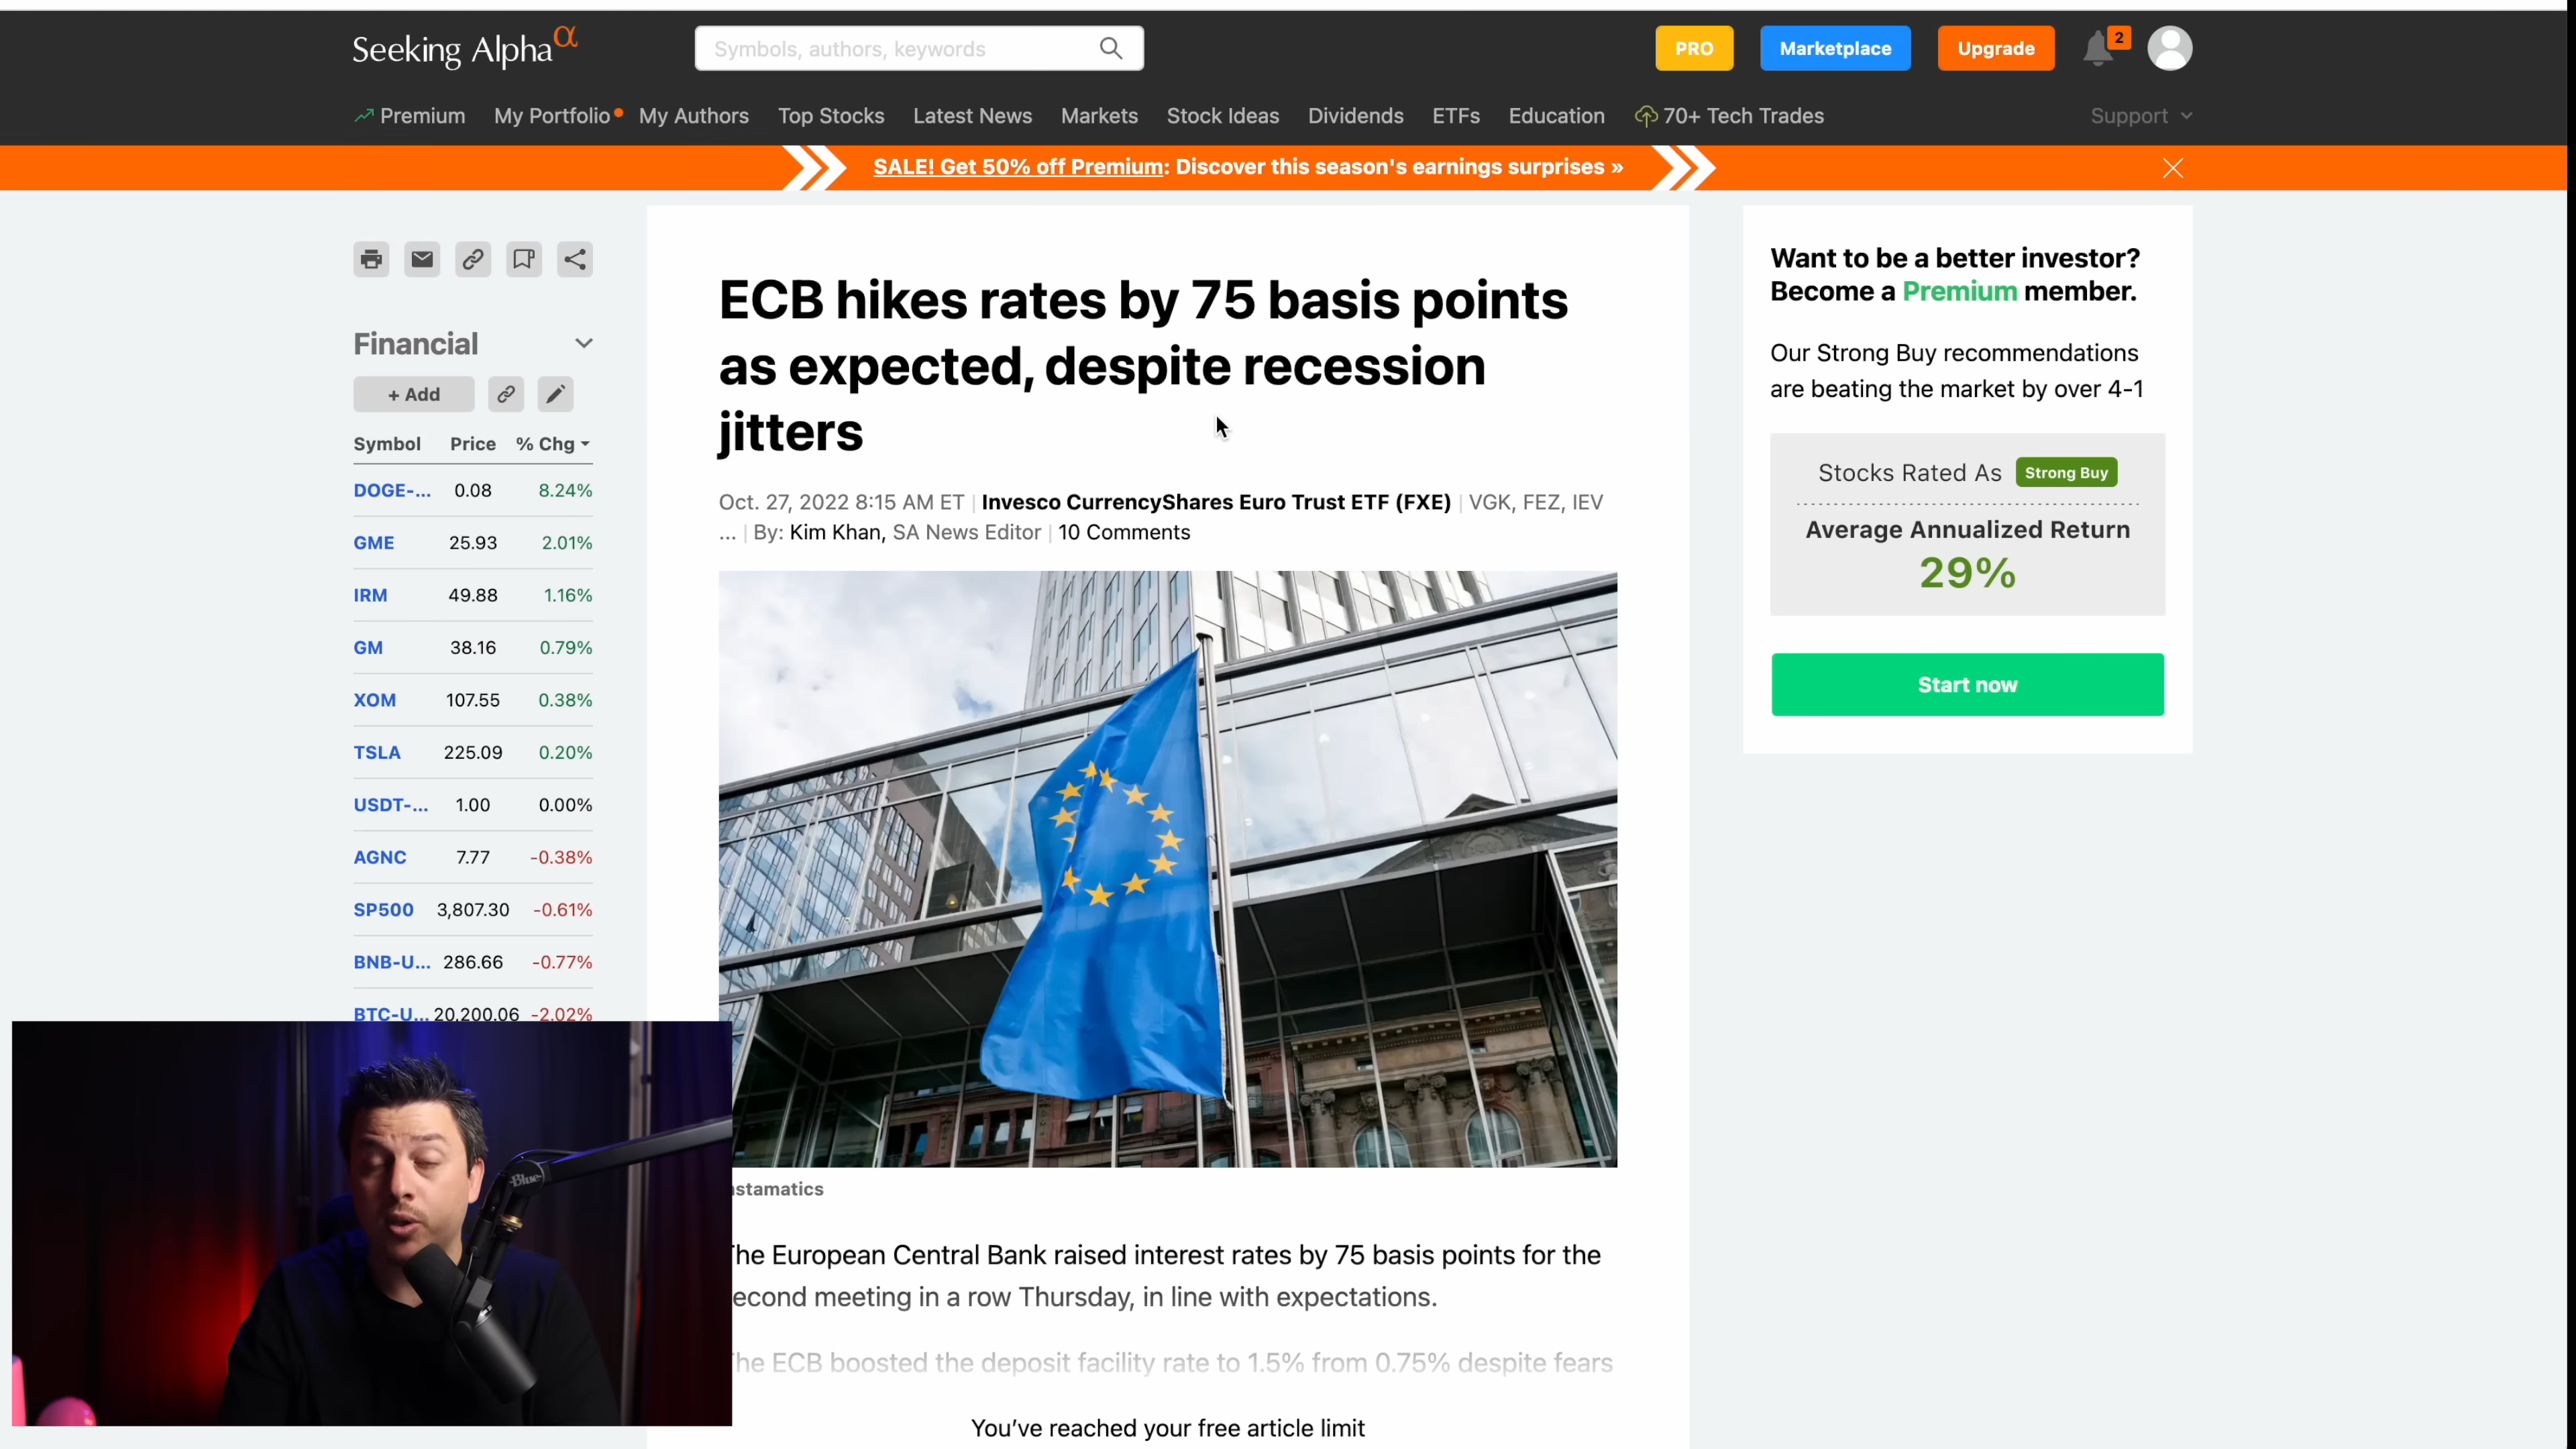 Seeking Alpha α
Symbols, authors, keywords
PRO
Marketplace
Upgrade
2
Premium
My Portfolio
My Authors
Top Stocks
Latest News
Markets
Stock Ideas
Dividends
ETFs
Education
70+ Tech Trades
Support
SALE! Get 50% off Premium: Discover this season's earnings surprises »
Financial
+ Add
Symbol Price % Chg
DOGE-... 0.08 8.24%
GME 25.93 2.01%
IRM 49.88 1.16%
GM 38.16 0.79%
XOM 107.55 0.38%
TSLA 225.09 0.20%
USDT-... 1.00 0.00%
AGNC 7.77 -0.38%
SP500 3,807.30 -0.61%
BNB-U... 286.66 -0.77%
BTC-U... 20,200.06 -2.02%
Blue
ECB hikes rates by 75 basis points
as expected, despite recession
jitters
Oct. 27, 2022 8:15 AM ET | Invesco CurrencyShares Euro Trust ETF (FXE) | VGK, FEZ, IEV
... | By: Kim Khan, SA News Editor | 10 Comments
stamatics
he European Central Bank raised interest rates by 75 basis points for the
econd meeting in a row Thursday, in line with expectations.
he ECB boosted the deposit facility rate to 1.5% from 0.75% despite fears
You've reached your free article limit
Want to be a better investor?
Become a Premium member.
Our Strong Buy recommendations
are beating the market by over 4-1
Stocks Rated As Strong Buy
Average Annualized Return
29%
Start now